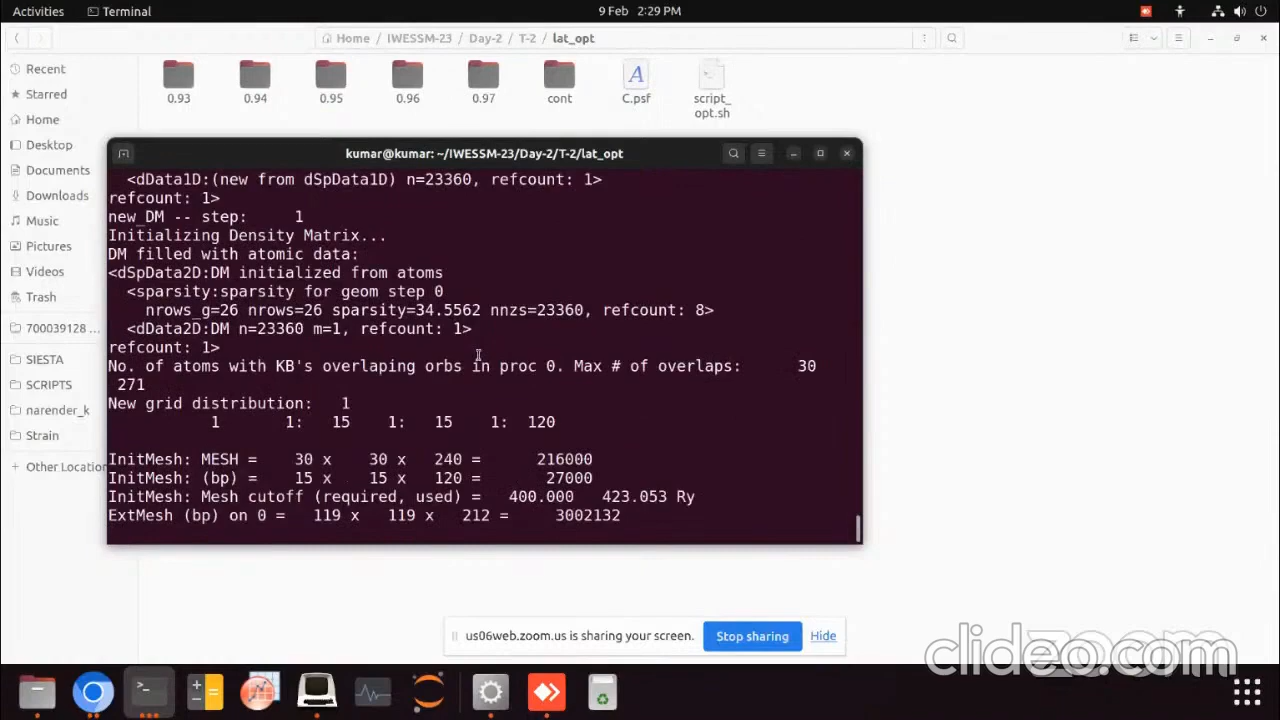 Activities
Terminal
9 Feb 2:29 PM
Home
IWESSM-23
Day-2
T-2
lat_opt
Recent
Starred
Home
Desktop
Documents
Downloads
Music
Pictures
Videos
Trash
700039128 ...
SIESTA
SCRIPTS
narender_k
Strain
+ Other Location
0.93
0.94
0.95
0.96
0.97
cont
C.psf
script_
opt.sh
kumar@kumar: ~/IWESSM-23/Day-2/T-2/lat_opt
<dData1D:(new from dSpData1D) n=23360, refcount: 1>
refcount: 1>
new_DM -- step: 1
Initializing Density Matrix...
DM filled with atomic data:
<dSpData2D:DM initialized from atoms
<sparsity:sparsity for geom step 0
nrows_g=26 nrows=26 sparsity=34.5562 nnzs=23360, refcount: 8>
<dData2D:DM n=23360 m=1, refcount: 1>
refcount: 1>
No. of atoms with KB's overlaping orbs in proc 0. Max # of overlaps: 30
271
New grid distribution: 1
1 1: 15 1: 15 1: 120
InitMesh: MESH = 30 x 30 x 240 = 216000
InitMesh: (bp) = 15 x 15 x 120 = 27000
InitMesh: Mesh cutoff (required, used) = 400.000 423.053 Ry
ExtMesh (bp) on 0 = 119 x 119 x 212 = 3002132
us06web.zoom.us is sharing your screen.
Stop sharing
Hide
zoom
clideo.com